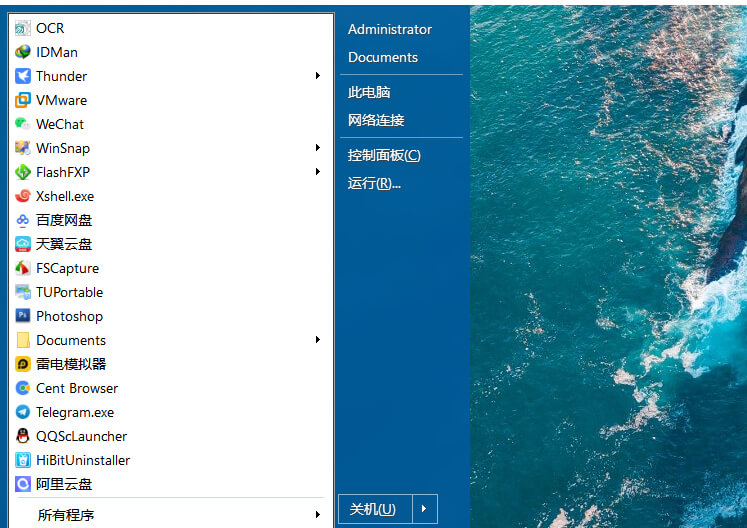 OCR
IDMan
Thunder
VMware
WeChat
WinSnap
FlashFXP
Xshell.exe
百度网盘
天翼云盘
FSCapture
TUPortable
Photoshop
Documents
雷电模拟器
Cent Browser
Telegram.exe
QQScLauncher
HiBitUninstaller
阿里云盘
所有程序
Administrator
Documents
此电脑
网络连接
控制面板(C)
运行(R)...
关机(U)